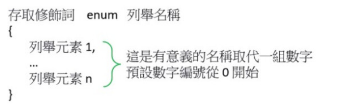 存取修飾詞 enum 列舉名稱
{
列舉元素 1,
...
列舉元素 n
}
這是有意義的名稱取代一組數字
預設數字編號從 0 開始